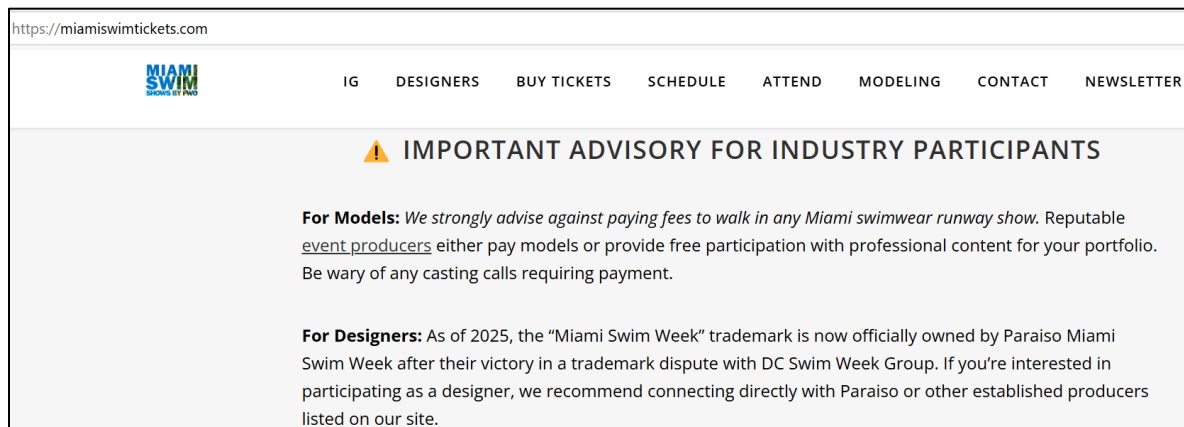 https://miamiswimtickets.com
MIAMI
SWIM
SHOWS BY PWO
IG DESIGNERS BUY TICKETS SCHEDULE ATTEND MODELING CONTACT NEWSLETTER
IMPORTANT ADVISORY FOR INDUSTRY PARTICIPANTS
For Models: We strongly advise against paying fees to walk in any Miami swimwear runway show. Reputable
event producers either pay models or provide free participation with professional content for your portfolio.
Be wary of any casting calls requiring payment.
For Designers: As of 2025, the “Miami Swim Week” trademark is now officially owned by Paraiso Miami
Swim Week after their victory in a trademark dispute with DC Swim Week Group. If you’re interested in
participating as a designer, we recommend connecting directly with Paraiso or other established producers
listed on our site.